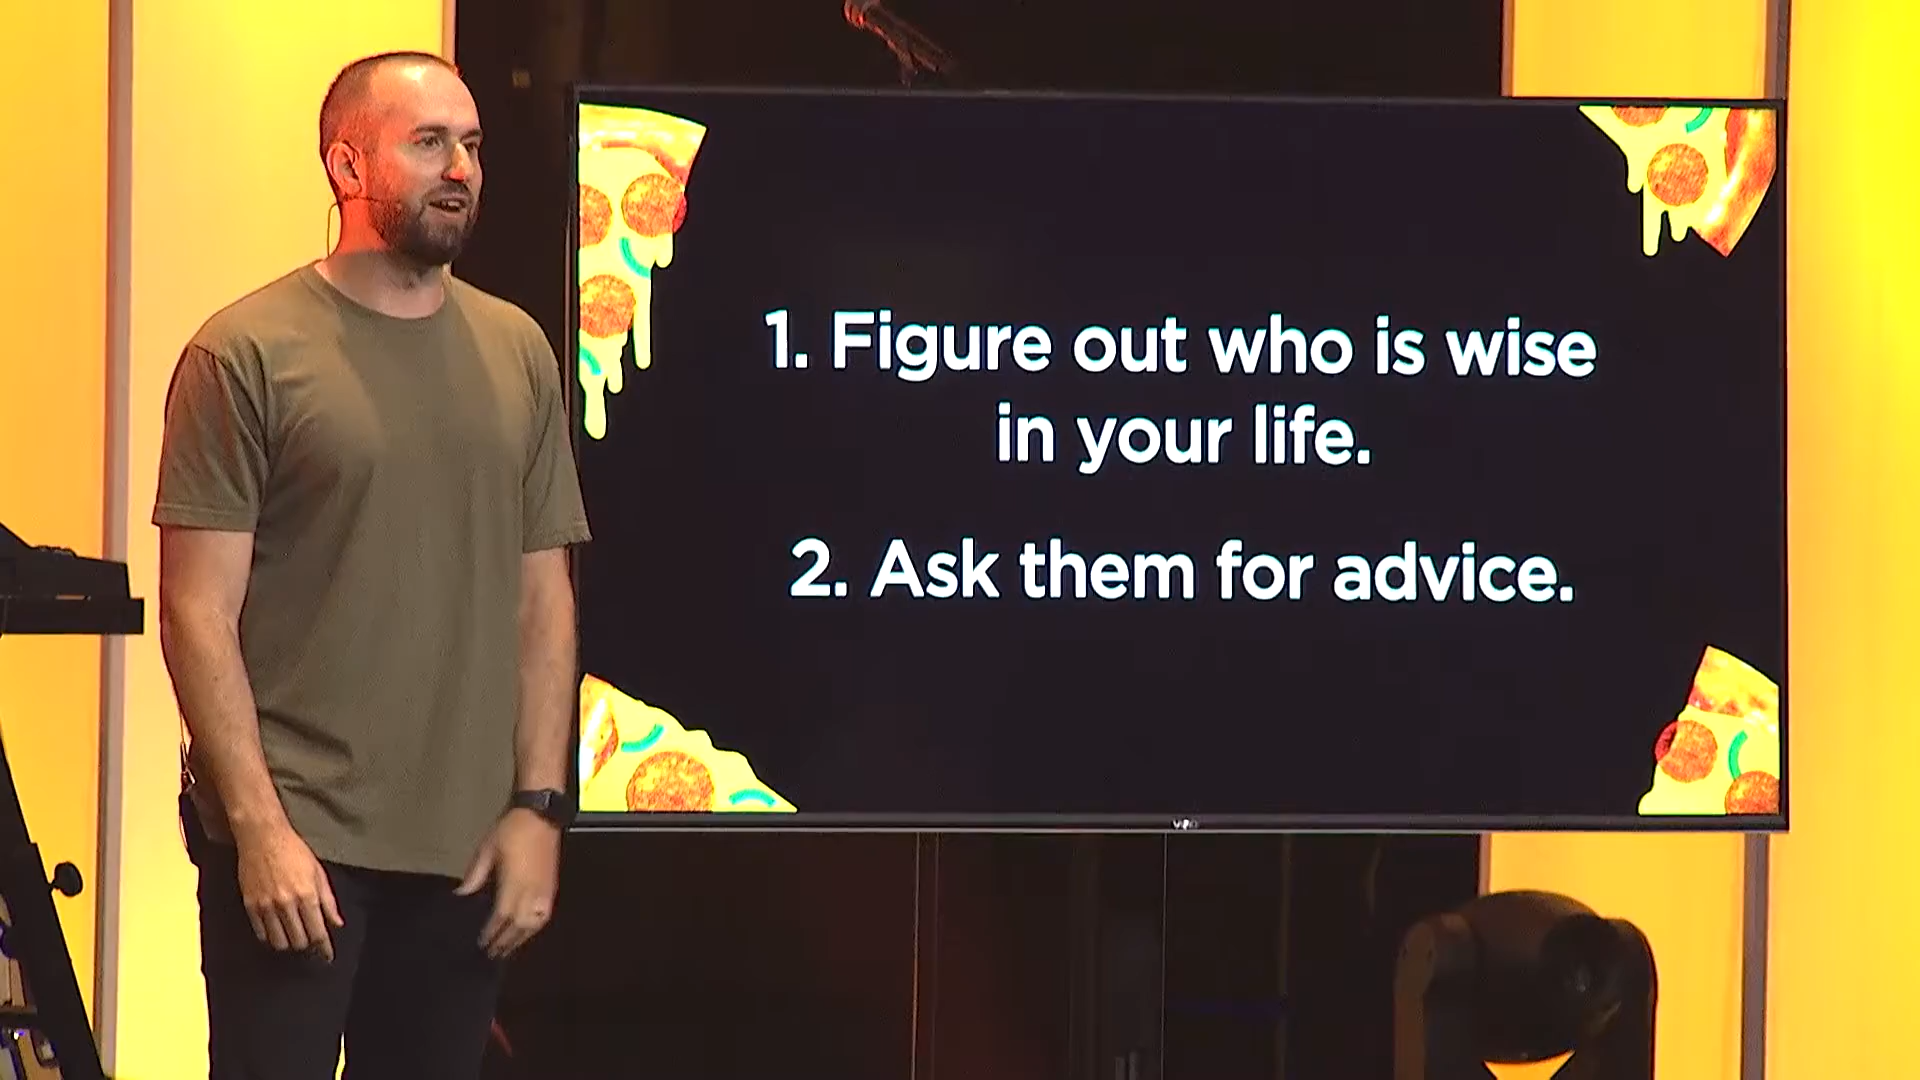 1. Figure out who is wise
in your life.
2. Ask them for advice.